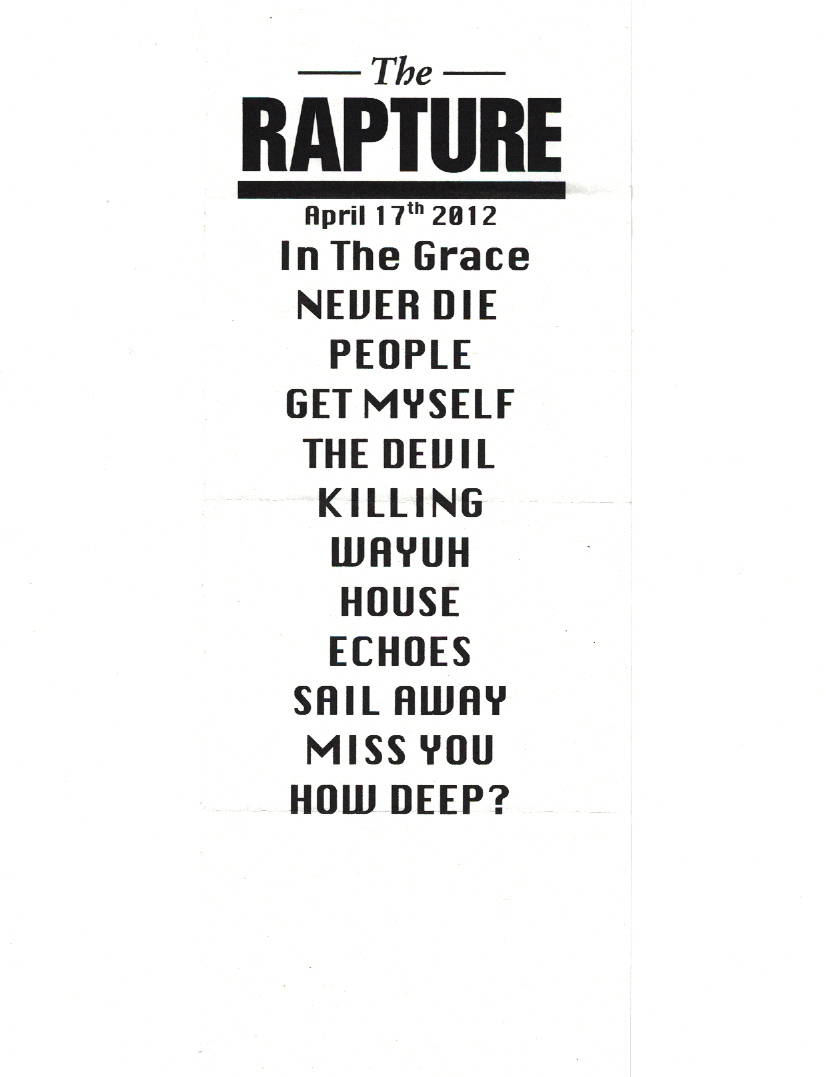 The
RAPTURE
April 17th 2012
In The Grace
NEVER DIE
PEOPLE
GET MYSELF
THE DEVIL
KILLING
WAYUH
HOUSE
ECHOES
SAIL AWAY
MISS YOU
HOW DEEP?